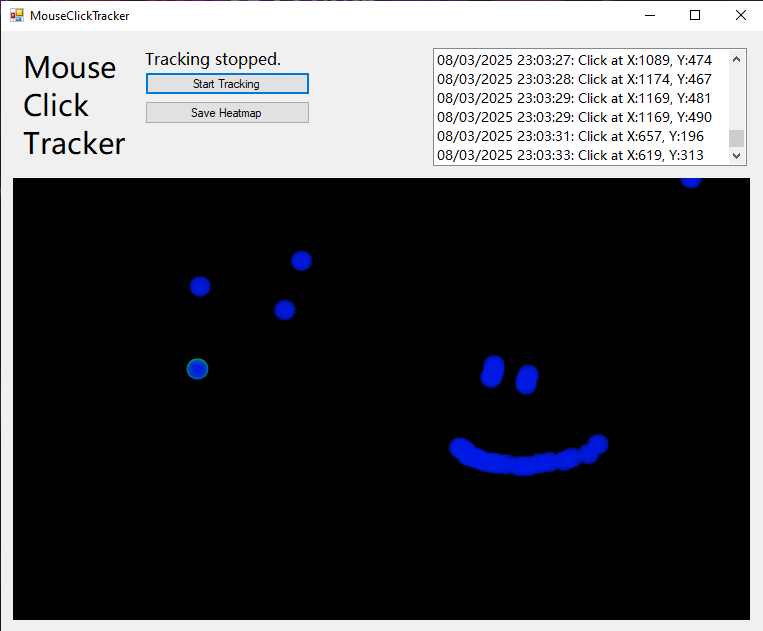 MouseClickTracker
Mouse
Click
Tracker
Tracking stopped.
Start Tracking
Save Heatmap
08/03/2025 23:03:27: Click at X:1089, Y:474
08/03/2025 23:03:28: Click at X:1174, Y:467
08/03/2025 23:03:29: Click at X:1169, Y:481
08/03/2025 23:03:29: Click at X:1169, Y:490
08/03/2025 23:03:31: Click at X:657, Y:196
08/03/2025 23:03:33: Click at X:619, Y:313